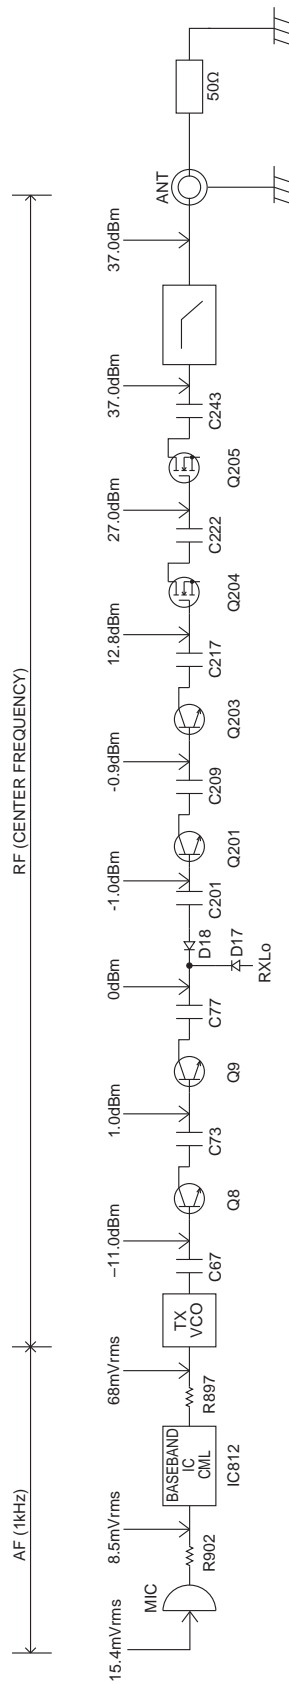 AF (1kHz)
RF (CENTER FREQUENCY)
15.4mVrms
8.5mVrms
68mVrms
–11.0dBm
1.0dBm
0dBm
-1.0dBm
-0.9dBm
12.8dBm
27.0dBm
37.0dBm
37.0dBm
MIC
R902
BASEBAND
IC
CML
IC812
R897
TX
VCO
C67
Q8
C73
Q9
C77
D18
D17
RXLo
C201
Q201
C209
Q203
C217
Q204
C222
Q205
C243
ANT
50Ω